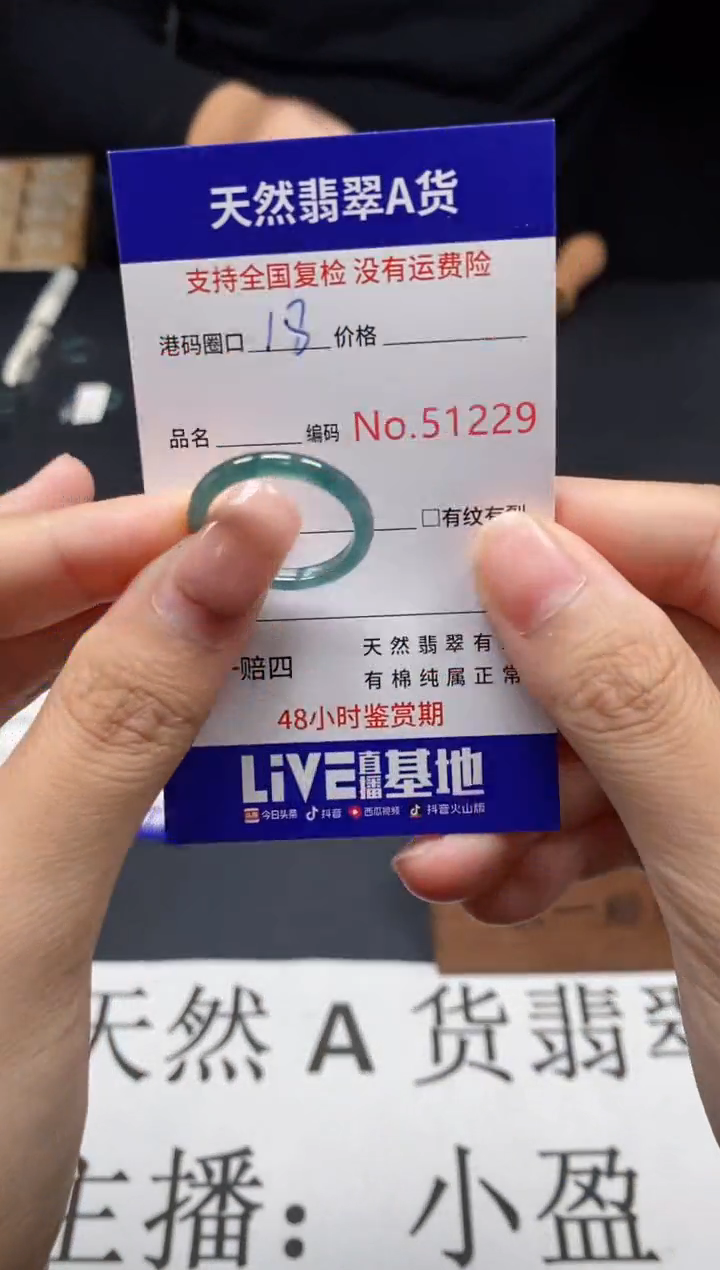 天然翡翠A货
支持全国复检 没有运费险
港码圈口 18 价格
品名 编码 No.51229
□有纹有裂
天然翡翠有
赔四
有棉纯属正常
48小时鉴赏期
LiVE直播基地
今日头条 抖音 西瓜视频 抖音火山版
天然 A 货翡翠
主播：小盈